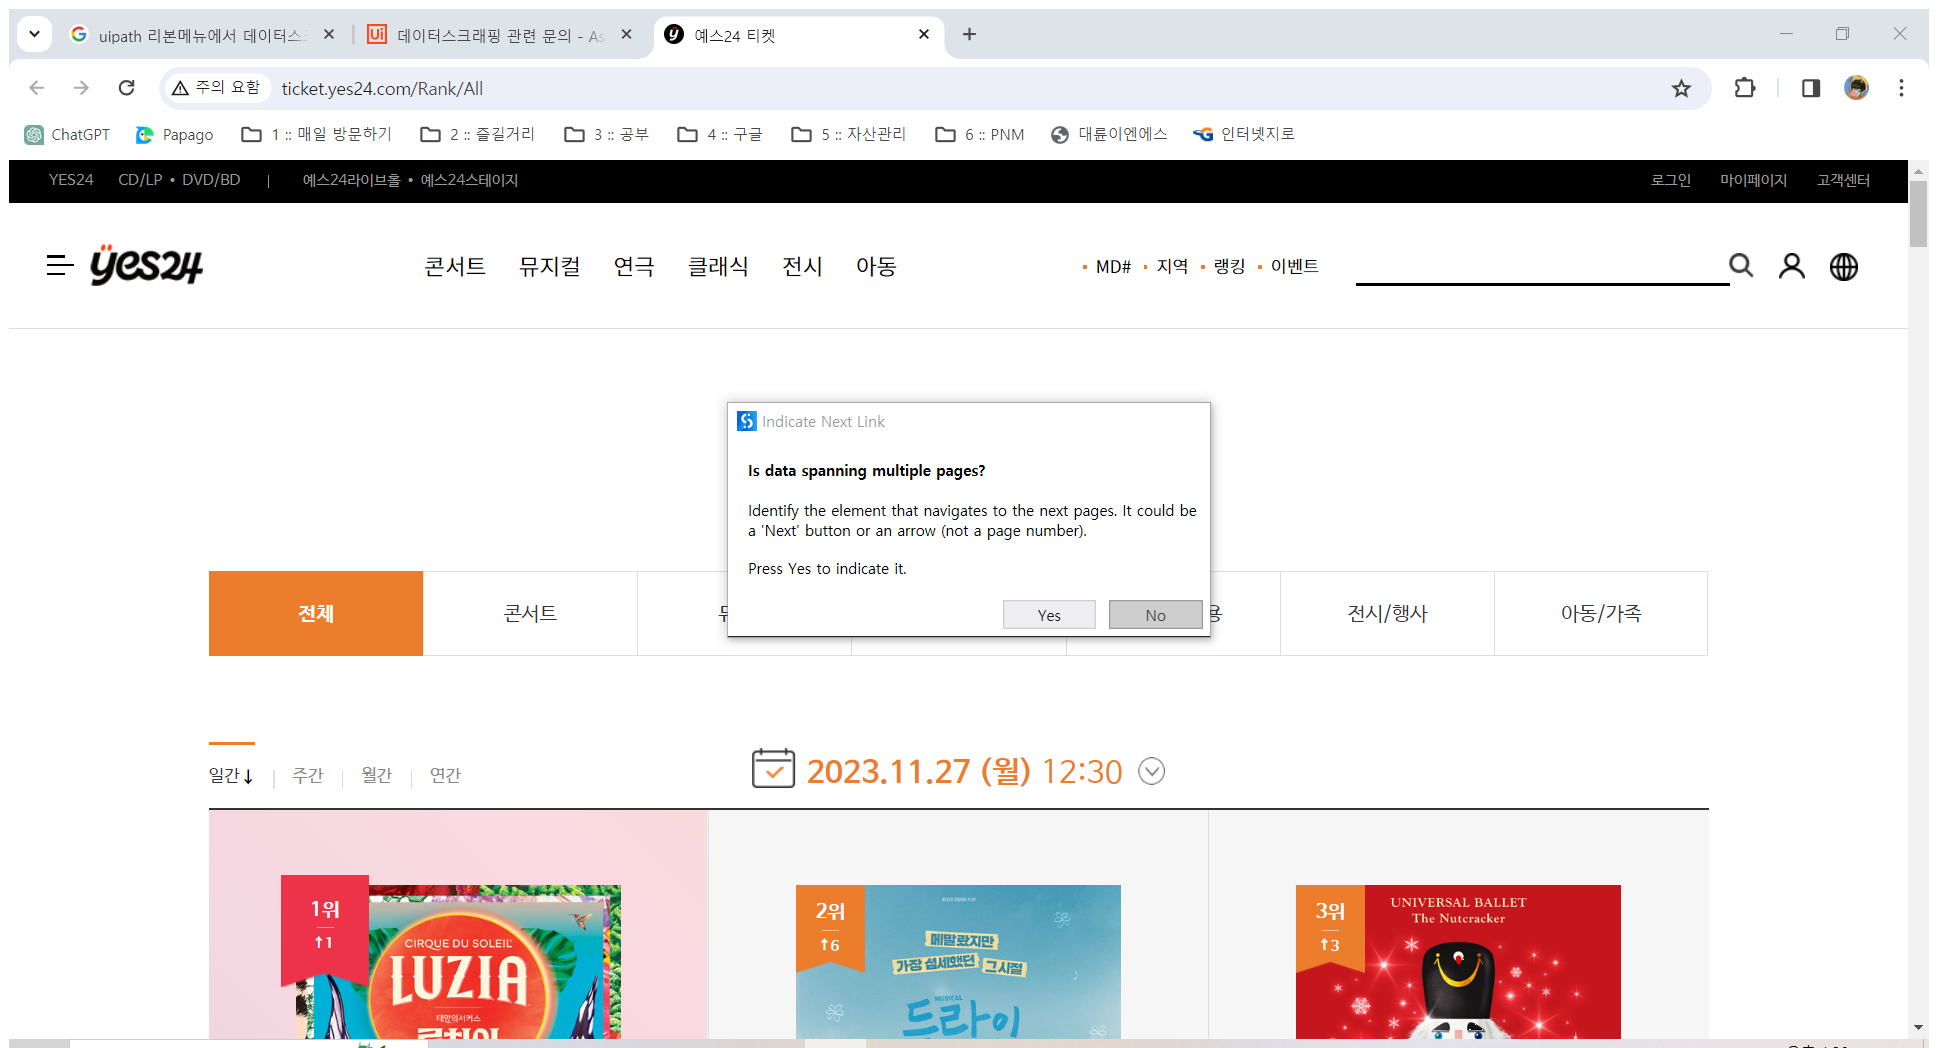 uipath 리본메뉴에서 데이터스크
데이터스크래핑 관련 문의 - As
예스24 티켓
주의 요함
ticket.yes24.com/Rank/All
ChatGPT
Papago
1 :: 매일 방문하기
2 :: 즐길거리
3 :: 공부
4 :: 구글
5 :: 자산관리
6 :: PNM
대륜이엔에스
인터넷지로
YES24 CD/LP • DVD/BD | 예스24라이브홀 • 예스24스테이지
로그인 마이페이지 고객센터
yes24
콘서트 뮤지컬 연극 클래식 전시 아동
MD# 지역 랭킹 이벤트
Indicate Next Link
Is data spanning multiple pages?
Identify the element that navigates to the next pages. It could be
a 'Next' button or an arrow (not a page number).
Press Yes to indicate it.
Yes
No
전체
콘서트
용
전시/행사
아동/가족
일간↓ | 주간 | 월간 | 연간
2023.11.27 (월) 12:30
1위
↑1
CIRQUE DU SOLEIL
LUZIA
태양의서커스
2위
↑6
메말랐지만
가장 섬세했던 그시절
MUSICAL
드라이
3위
↑3
UNIVERSAL BALLET
The Nutcracker